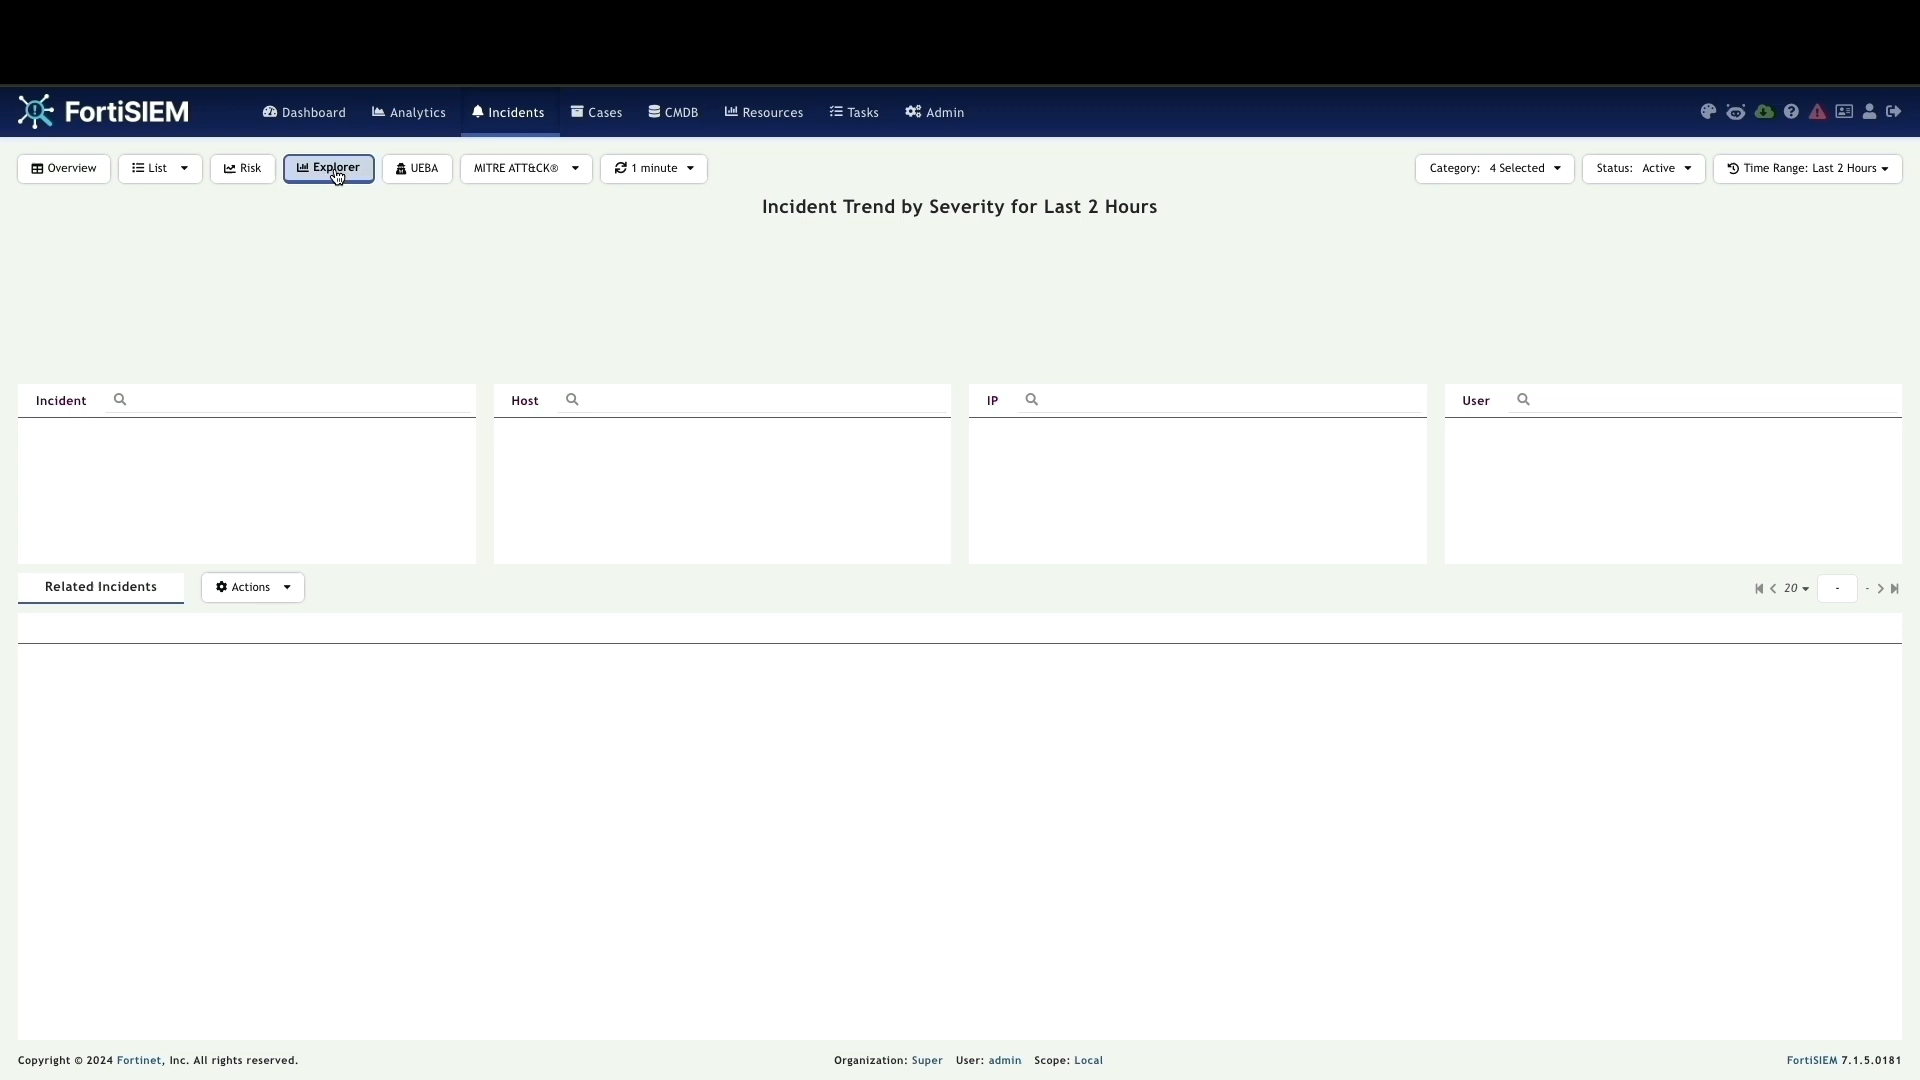 FortiSIEM
Dashboard Analytics Incidents Cases CMDB Resources Tasks Admin
Overview List Risk Explorer UEBA MITRE ATT&CK® 1 minute Category: 4 Selected Status: Active Time Range: Last 2 Hours
Incident Trend by Severity for Last 2 Hours
Incident Host IP User
Related Incidents Actions 20 - -
Copyright © 2024 Fortinet, Inc. All rights reserved. Organization: Super User: admin Scope: Local FortiSIEM 7.1.5.0181